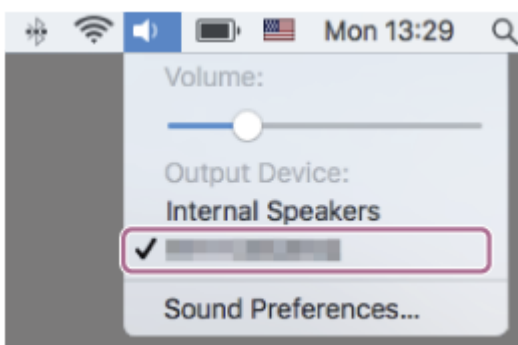 Mon 13:29
Volume:
Output Device:
Internal Speakers
Sound Preferences...